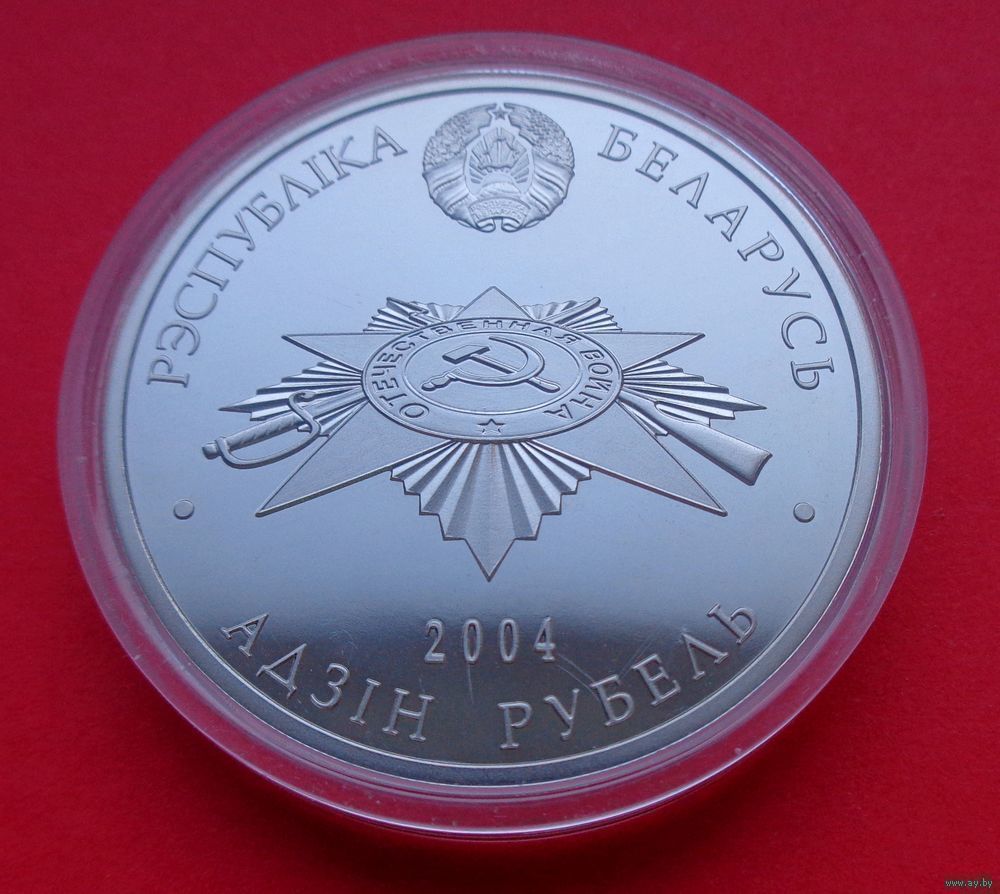 РЭСПУБЛІКА БЕЛАРУСЬ
ОТЕЧЕСТВЕННАЯ ВОЙНА
2004
АДЗІН РУБЕЛЬ
www.ay.by